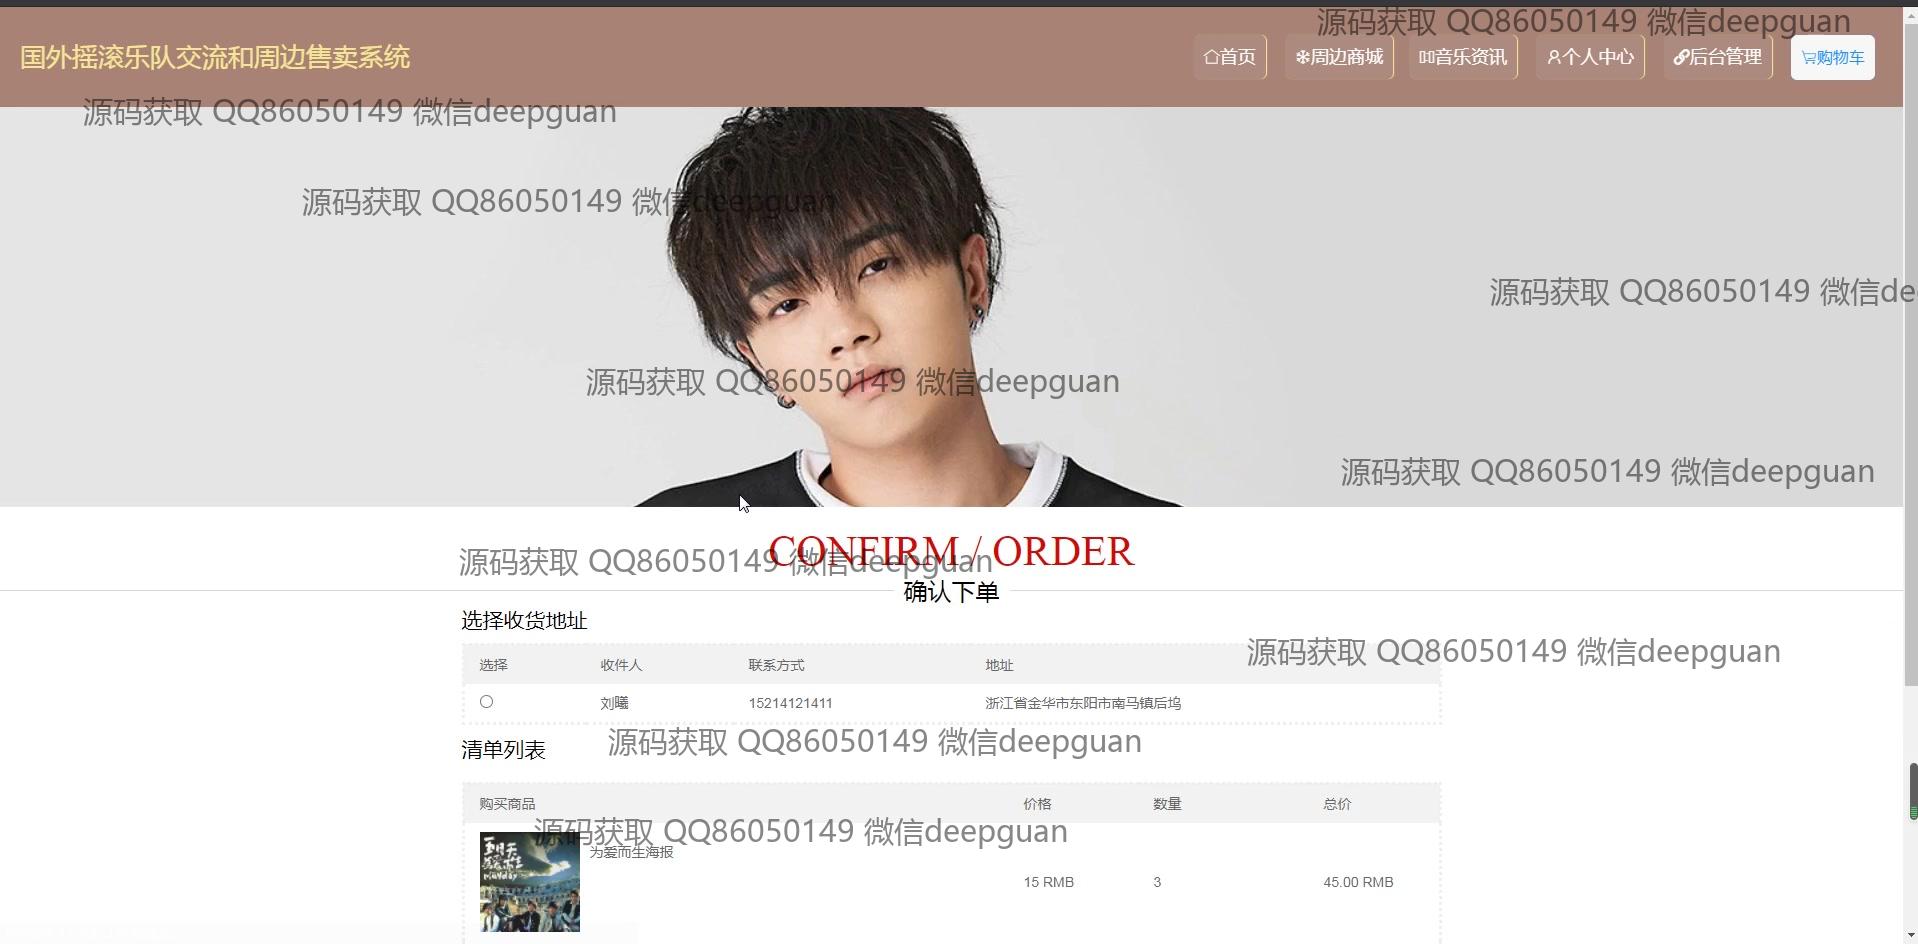 源码获取 QQ86050149 微信deepguan
国外摇滚乐队交流和周边售卖系统
首页 周边商城 音乐资讯 个人中心 后台管理 购物车
源码获取 QQ86050149 微信deepguan
源码获取 QQ86050149 微信deepguan
源码获取 QQ86050149 微信de
源码获取 QQ86050149 微信deepguan
源码获取 QQ86050149 微信deepguan
CONFIRM / ORDER
源码获取 QQ86050149 微信deepguan
确认下单
选择收货地址
源码获取 QQ86050149 微信deepguan
选择 收件人 联系方式 地址
刘曦 15214121411 浙江省金华市东阳市南马镇后坞
清单列表
源码获取 QQ86050149 微信deepguan
购买商品 价格 数量 总价
源码获取 QQ86050149 微信deepguan
为爱而生海报
15 RMB 3 45.00 RMB